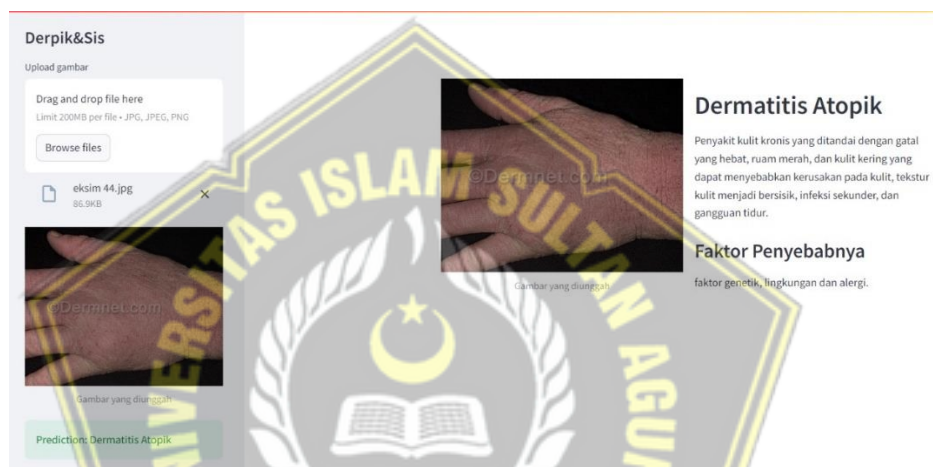 Derpik&Sis
Upload gambar
Drag and drop file here
Limit 200MB per file • JPG, JPEG, PNG
Browse files
eksim 44.jpg
86.9KB
©Dermnet.com
Gambar yang diunggah
Prediction: Dermatitis Atopik
©Dermnet.com
Gambar yang diunggah
Dermatitis Atopik
Penyakit kulit kronis yang ditandai dengan gatal
yang hebat, ruam merah, dan kulit kering yang
dapat menyebabkan kerusakan pada kulit, tekstur
kulit menjadi bersisik, infeksi sekunder, dan
gangguan tidur.
Faktor Penyebabnya
faktor genetik, lingkungan dan alergi.
ISLAM SULTAN